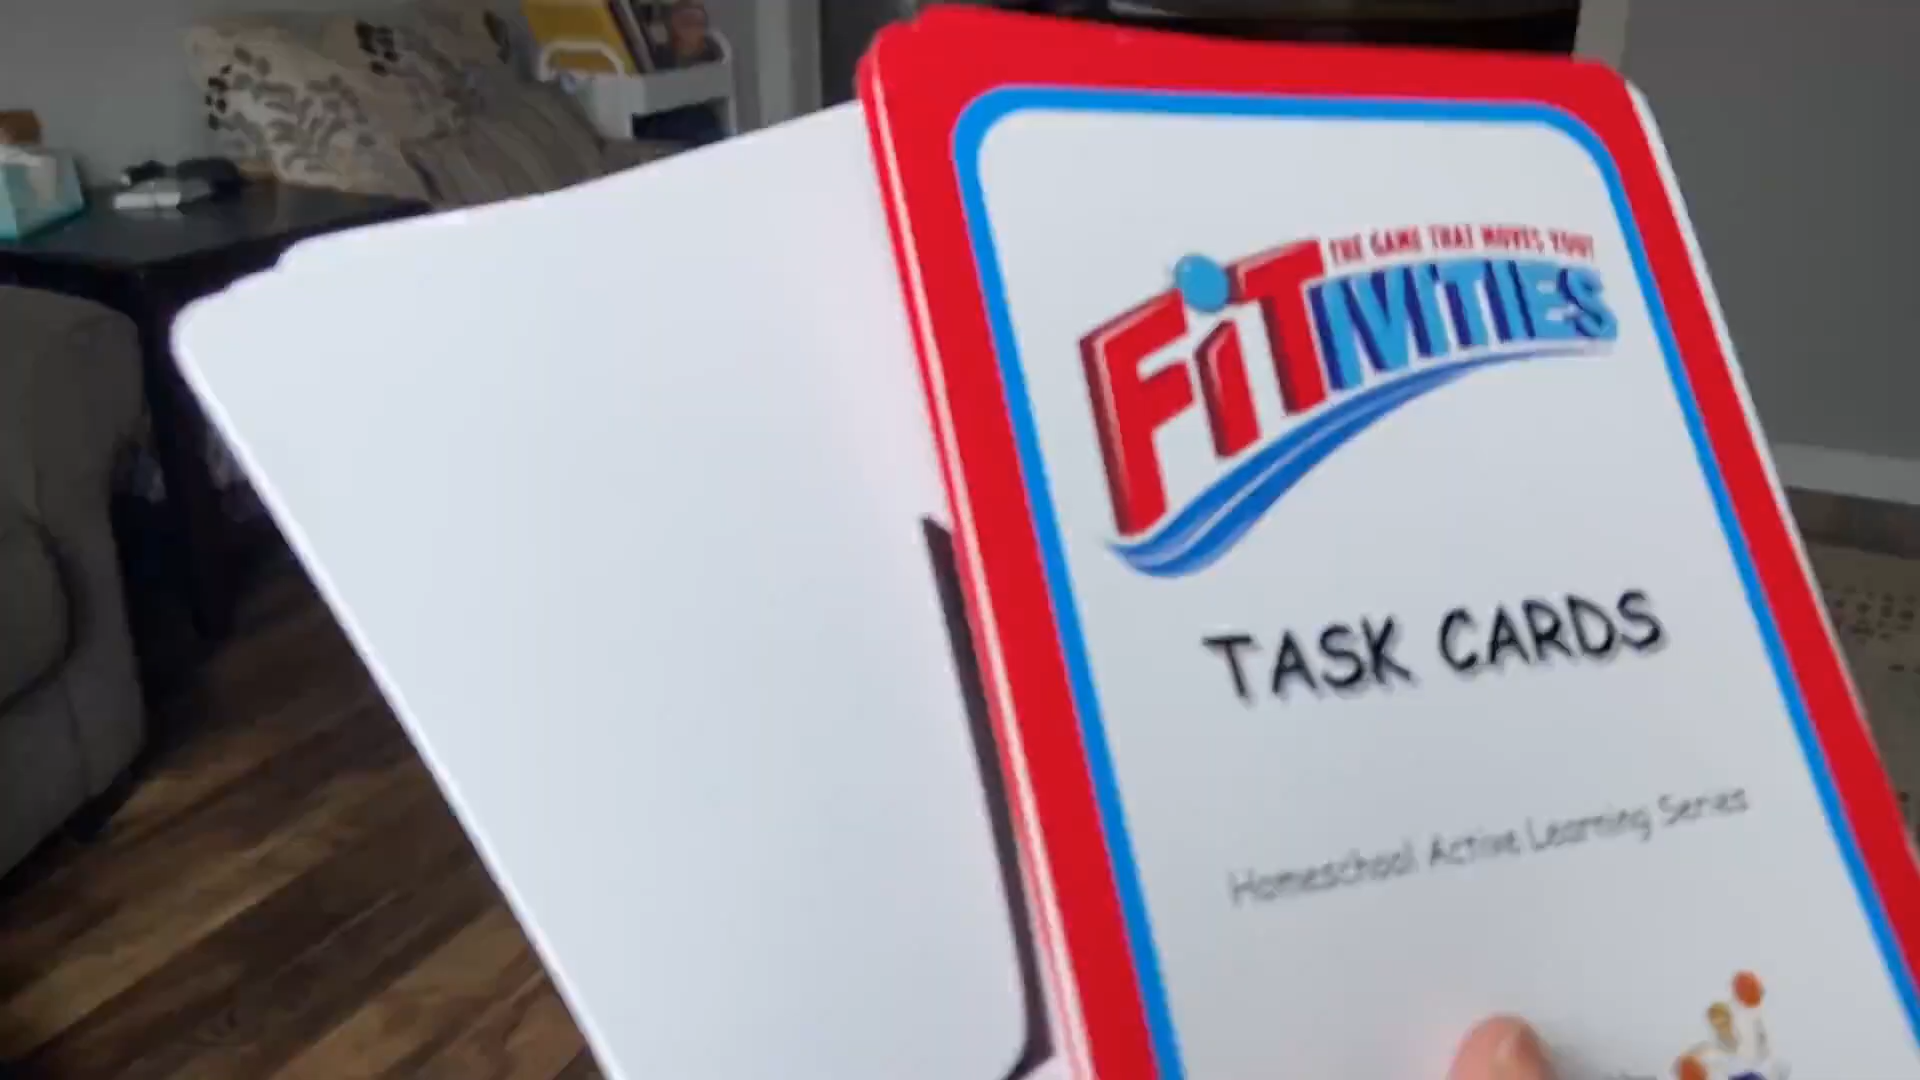 THE GAME THAT MOVES YOU!
FiTIVITIES
TASK CARDS
Homeschool Active Learning Series